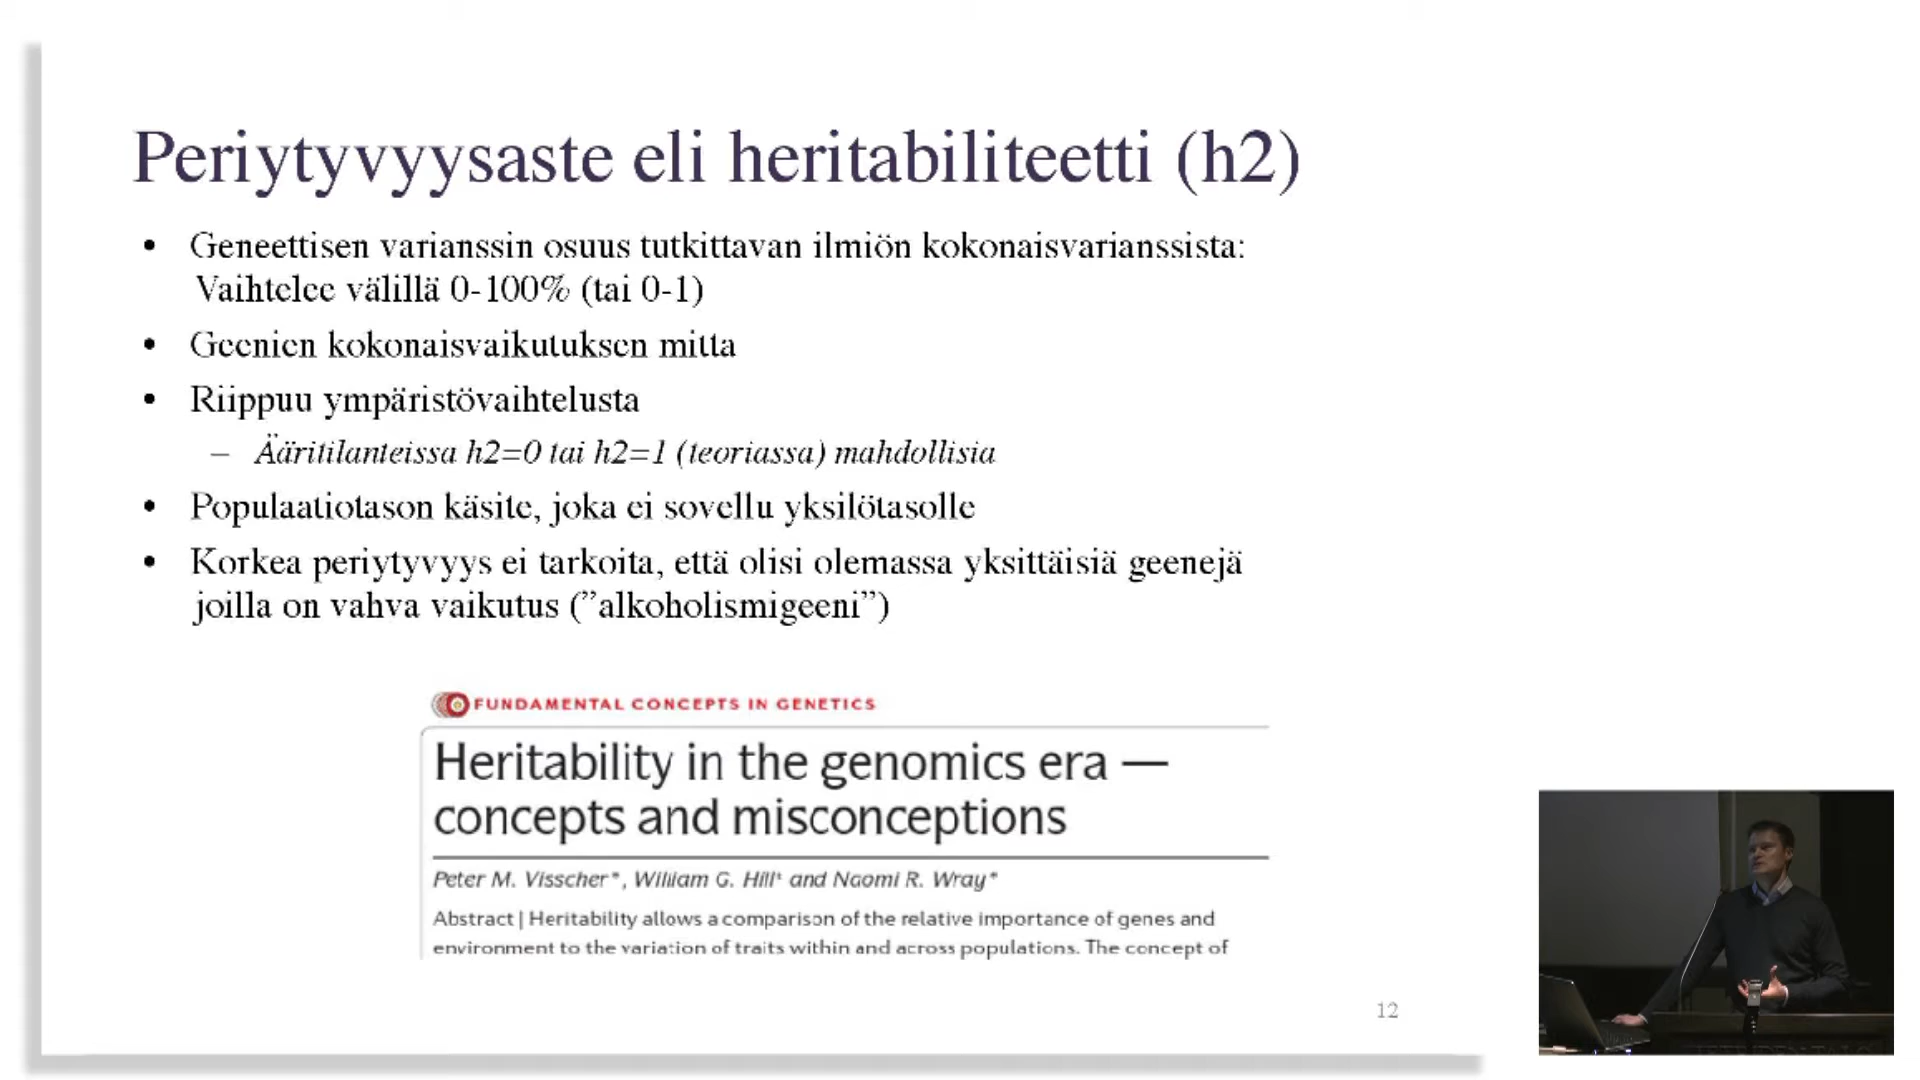 Periytyvyysaste eli heritabiliteetti (h2)
• Geneettisen varianssin osuus tutkittavan ilmiön kokonaisvarianssista:
Vaihtelee välillä 0-100% (tai 0-1)
• Geenien kokonaisvaikutuksen mitta
• Riippuu ympäristövaihtelusta
– Ääritilanteissa h2=0 tai h2=1 (teoriassa) mahdollisia
• Populaatiotason käsite, joka ei sovellu yksilötasolle
• Korkea periytyvyys ei tarkoita, että olisi olemassa yksittäisiä geenejä
joilla on vahva vaikutus (”alkoholismigeeni”)
FUNDAMENTAL CONCEPTS IN GENETICS
Heritability in the genomics era —
concepts and misconceptions
Peter M. Visscher*, William G. Hill‡ and Naomi R. Wray*
Abstract | Heritability allows a comparison of the relative importance of genes and
environment to the variation of traits within and across populations. The concept of
12